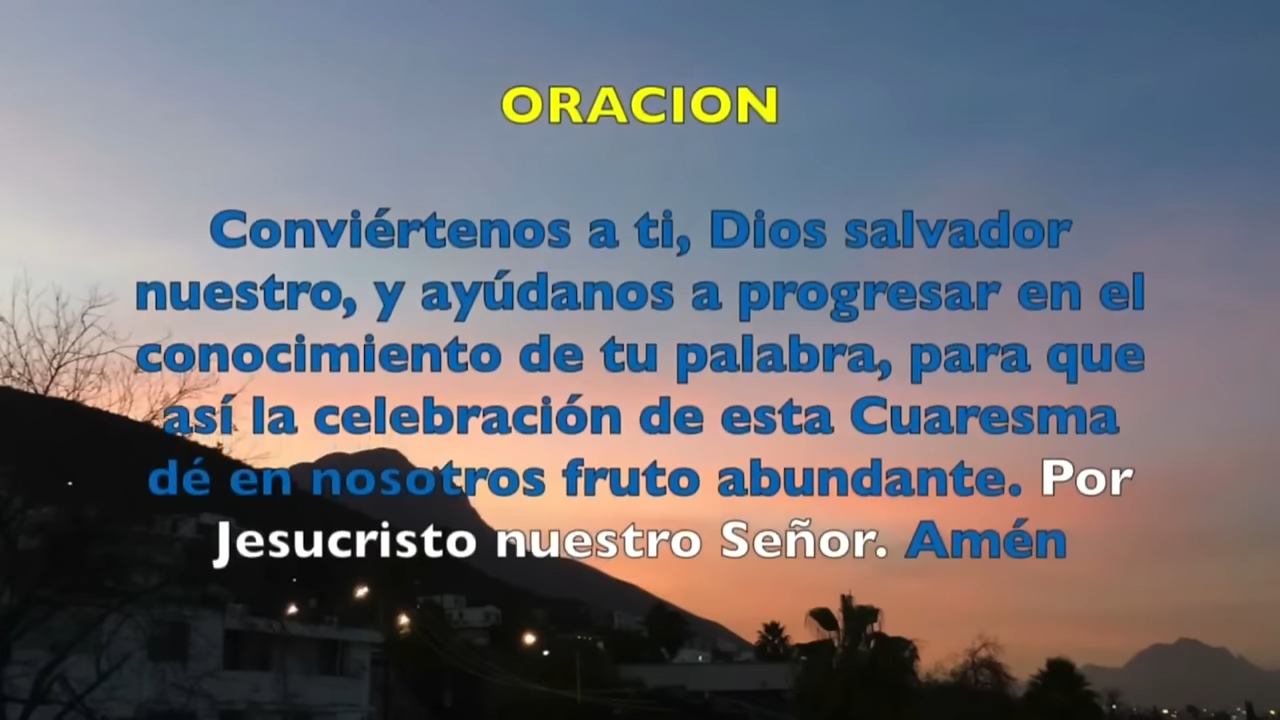 ORACION
Conviértenos a ti, Dios salvador
nuestro, y ayúdanos a progresar en el
conocimiento de tu palabra, para que
así la celebración de esta Cuaresma
dé en nosotros fruto abundante. Por
Jesucristo nuestro Señor. Amén